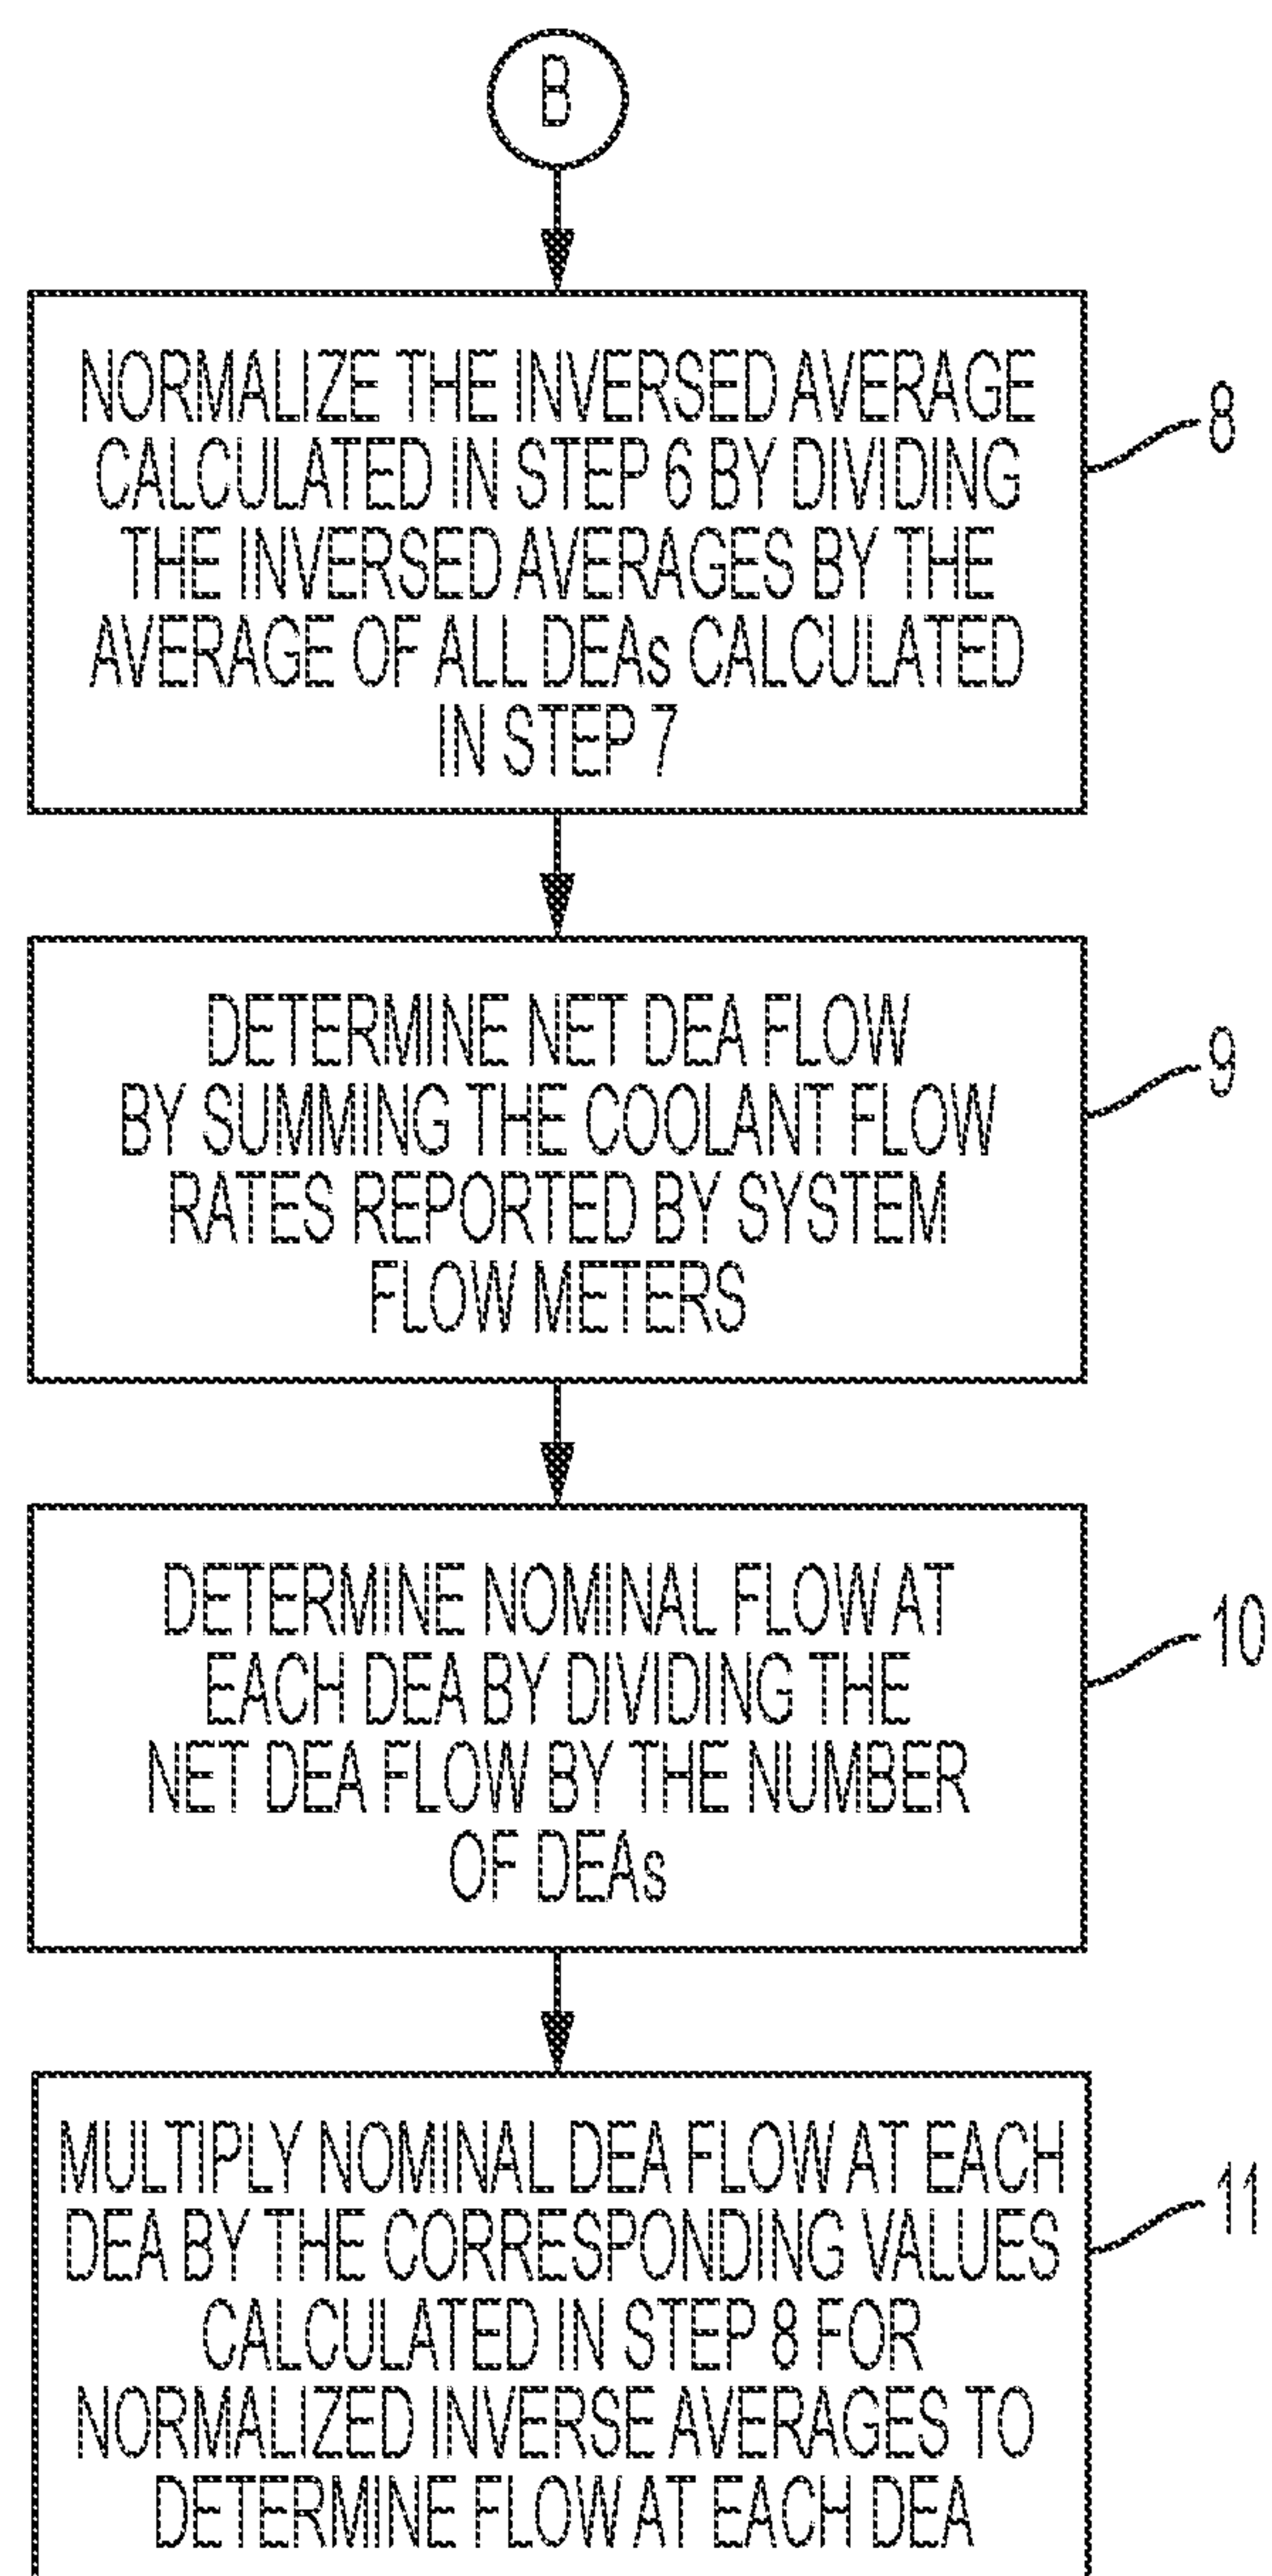 B
NORMALIZE THE INVERSED AVERAGE
CALCULATED IN STEP 6 BY DIVIDING
THE INVERSED AVERAGES BY THE
AVERAGE OF ALL DEAs CALCULATED
IN STEP 7
8
DETERMINE NET DEA FLOW
BY SUMMING THE COOLANT FLOW
RATES REPORTED BY SYSTEM
FLOW METERS
9
DETERMINE NOMINAL FLOW AT
EACH DEA BY DIVIDING THE
NET DEA FLOW BY THE NUMBER
OF DEAs
10
MULTIPLY NOMINAL DEA FLOW AT EACH
DEA BY THE CORRESPONDING VALUES
CALCULATED IN STEP 8 FOR
NORMALIZED INVERSE AVERAGES TO
DETERMINE FLOW AT EACH DEA
11